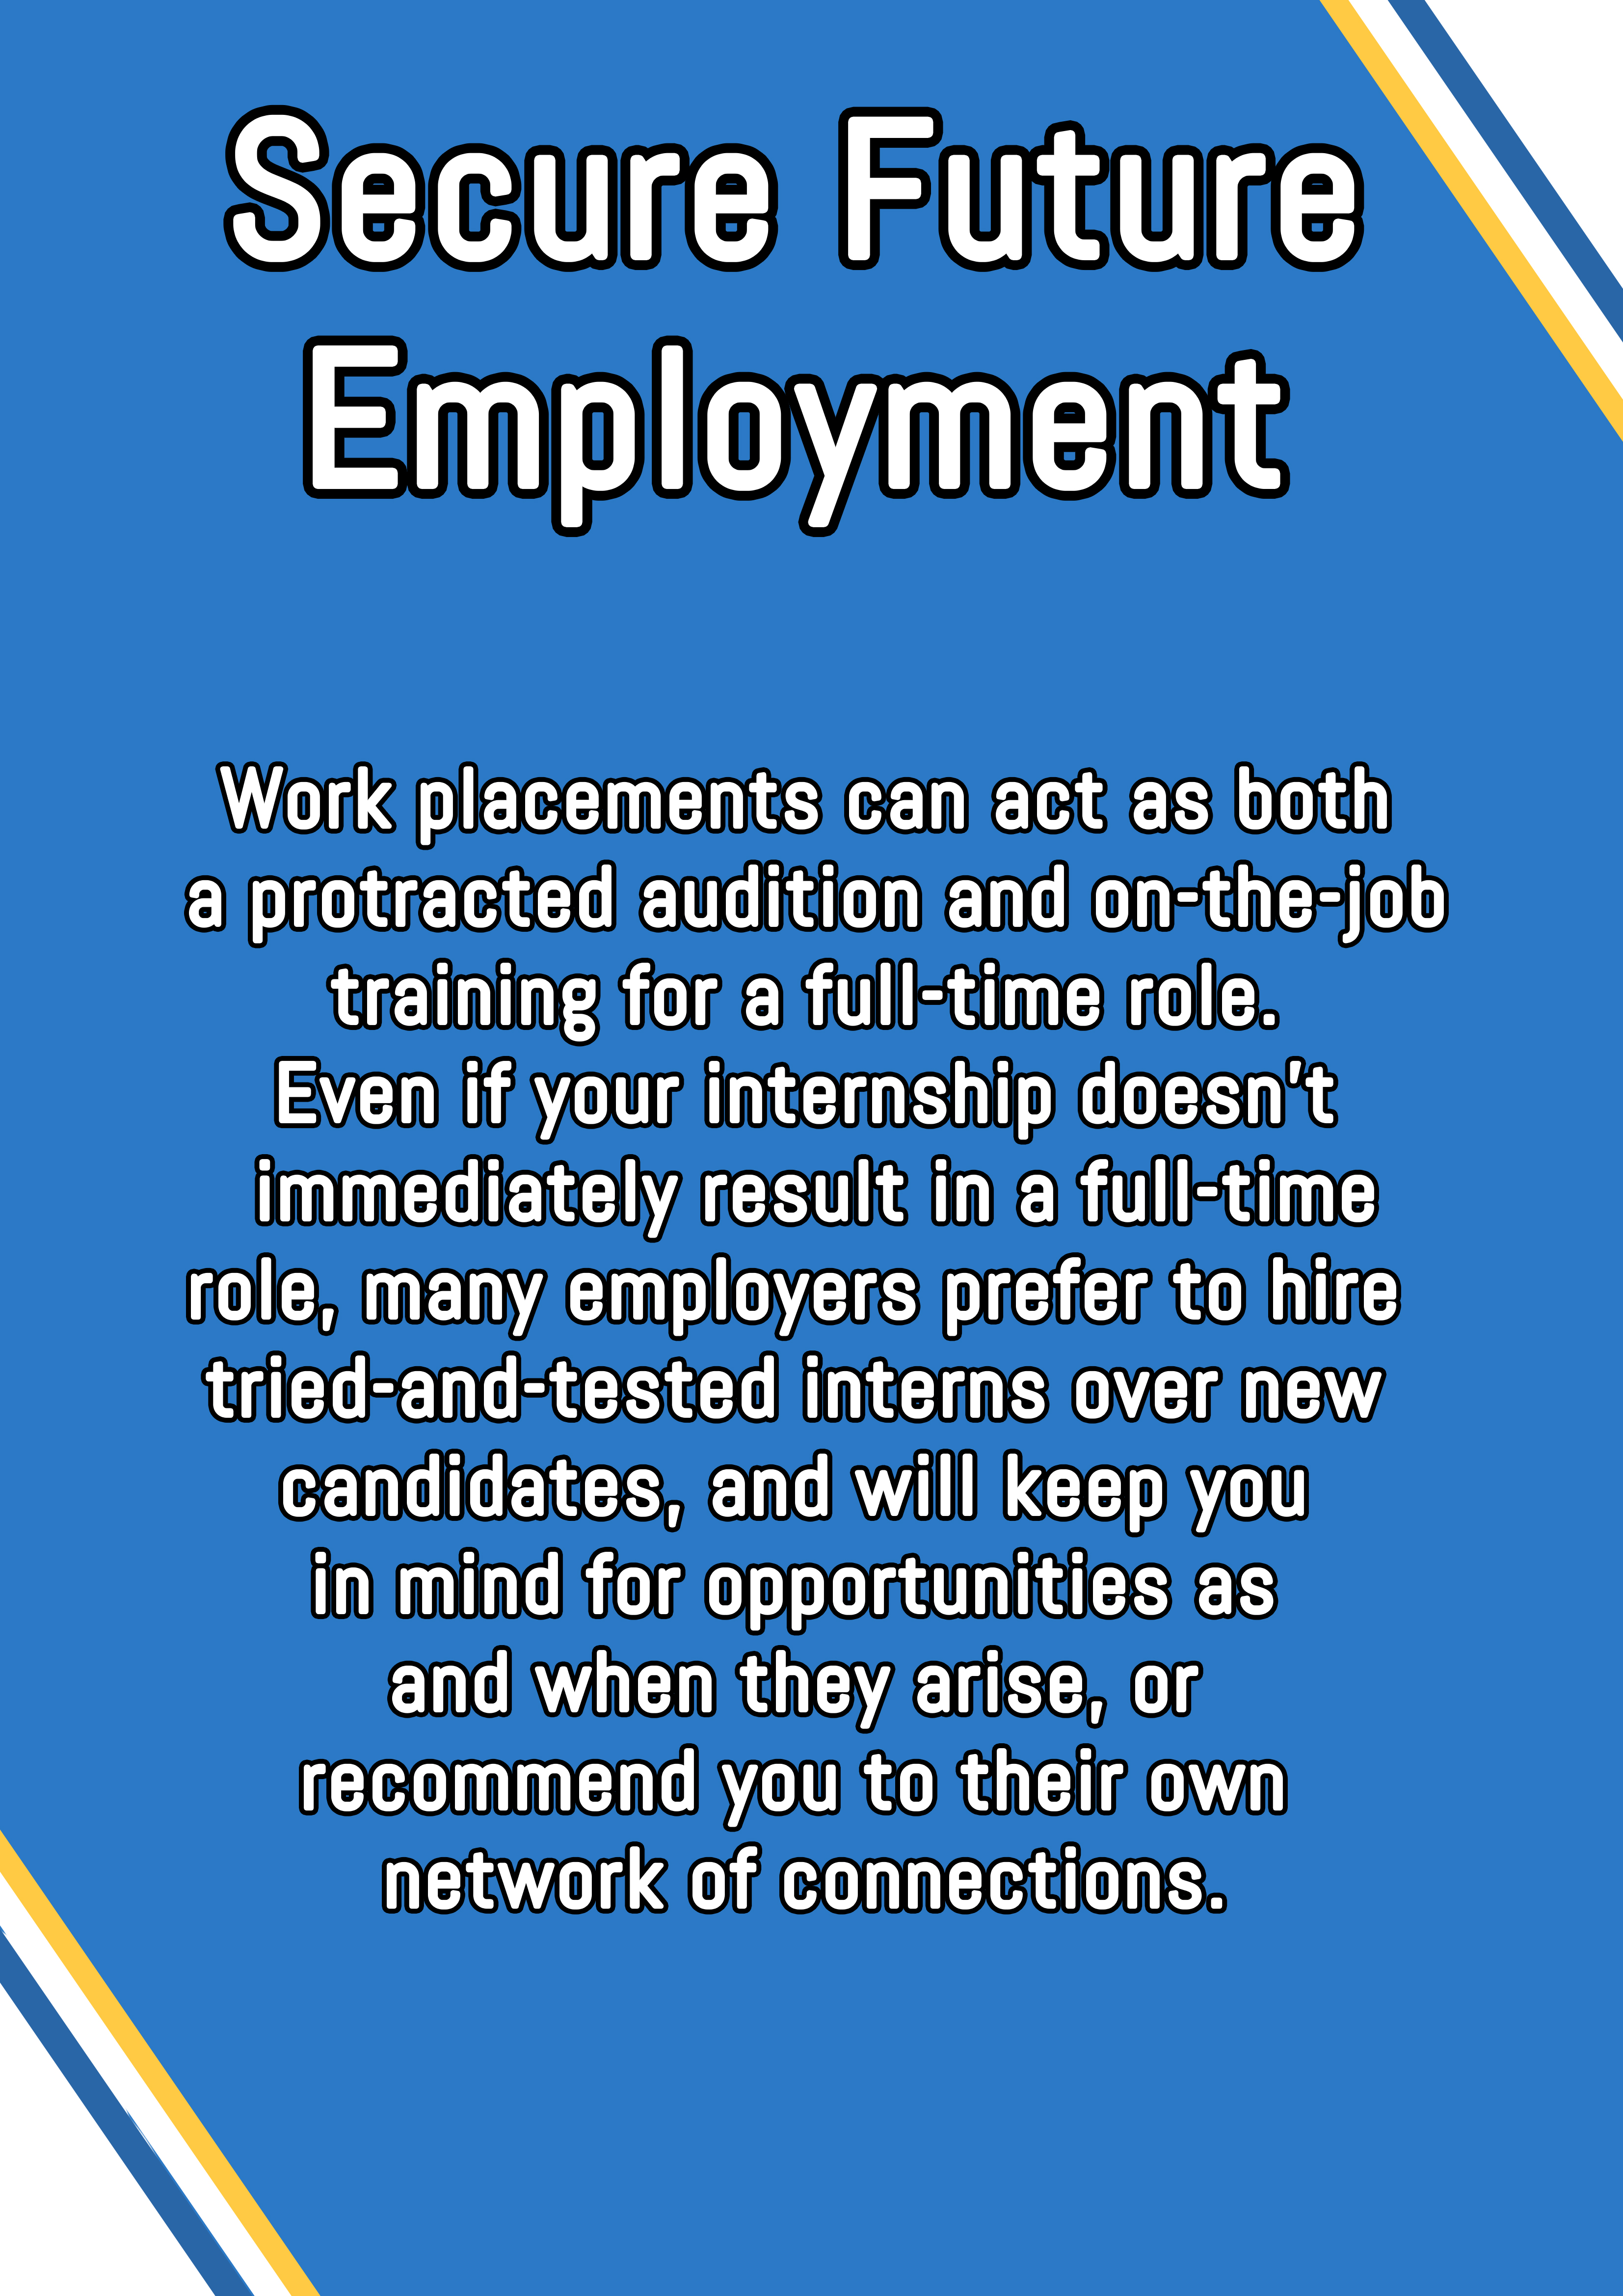 Secure Future
Employment
Work placements can act as both
a protracted audition and on-the-job
training for a full-time role.
Even if your internship doesn't
immediately result in a full-time
role, many employers prefer to hire
tried-and-tested interns over new
candidates, and will keep you
in mind for opportunities as
and when they arise, or
recommend you to their own
network of connections.